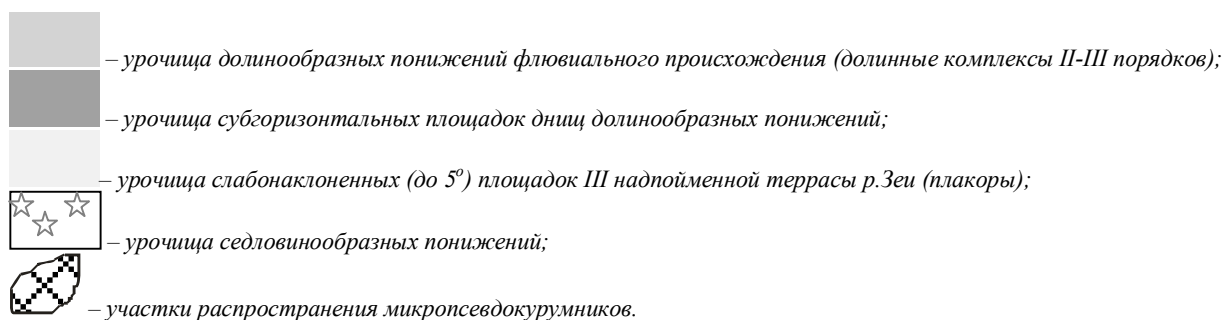 – урочища долинообразных понижений флювиального происхождения (долинные комплексы II-III порядков);
– урочища субгоризонтальных площадок днищ долинообразных понижений;
– урочища слабонаклоненных (до 5º) площадок III надпойменной террасы р.Зеи (плакоры);
– урочища седловинообразных понижений;
– участки распространения микропсевдокурумников.